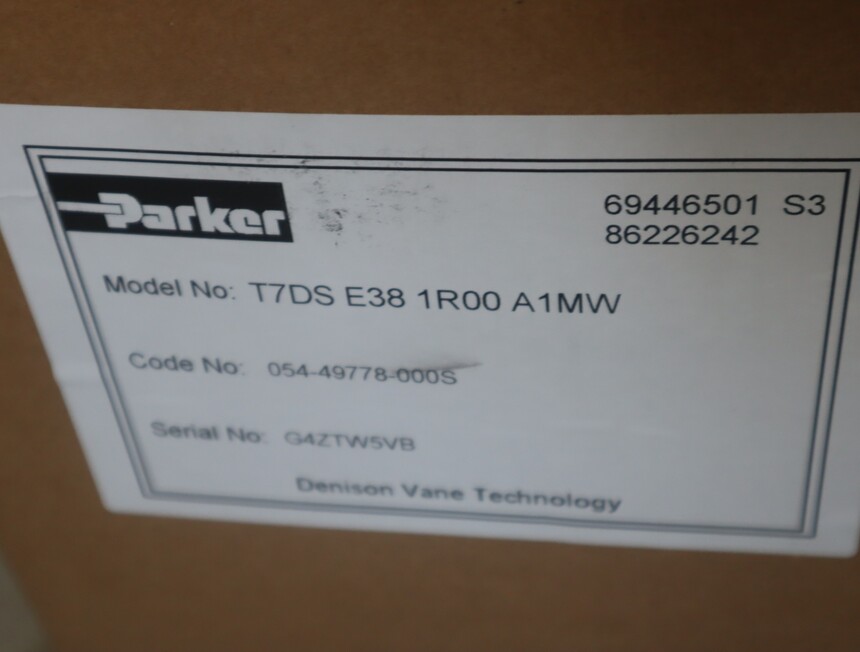 Parker
69446501 S3
86226242
Model No: T7DS E38 1R00 A1MW
Code No: 054-49778-000S
Serial No: G4ZTW5VB
Denison Vane Technology